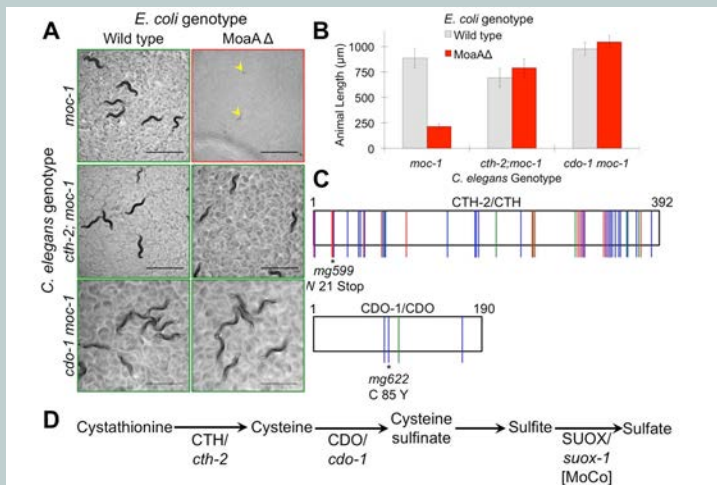 A
E. coli genotype
Wild type
MoaA Δ
C. elegans genotype
moc-1
cth-2; moc-1
cdo-1 moc-1
B
E. coli genotype
Wild type
MoaAΔ
Animal Length (µm)
1000
750
500
250
0
moc-1
cth-2;moc-1
cdo-1 moc-1
C. elegans Genotype
C
1
CTH-2/CTH
392
*
mg599
N 21 Stop
1
CDO-1/CDO
190
*
mg622
C 85 Y
D
Cystathionine
CTH/
cth-2
Cysteine
CDO/
cdo-1
Cysteine
sulfinate
Sulfite
SUOX/
suox-1
[MoCo]
Sulfate